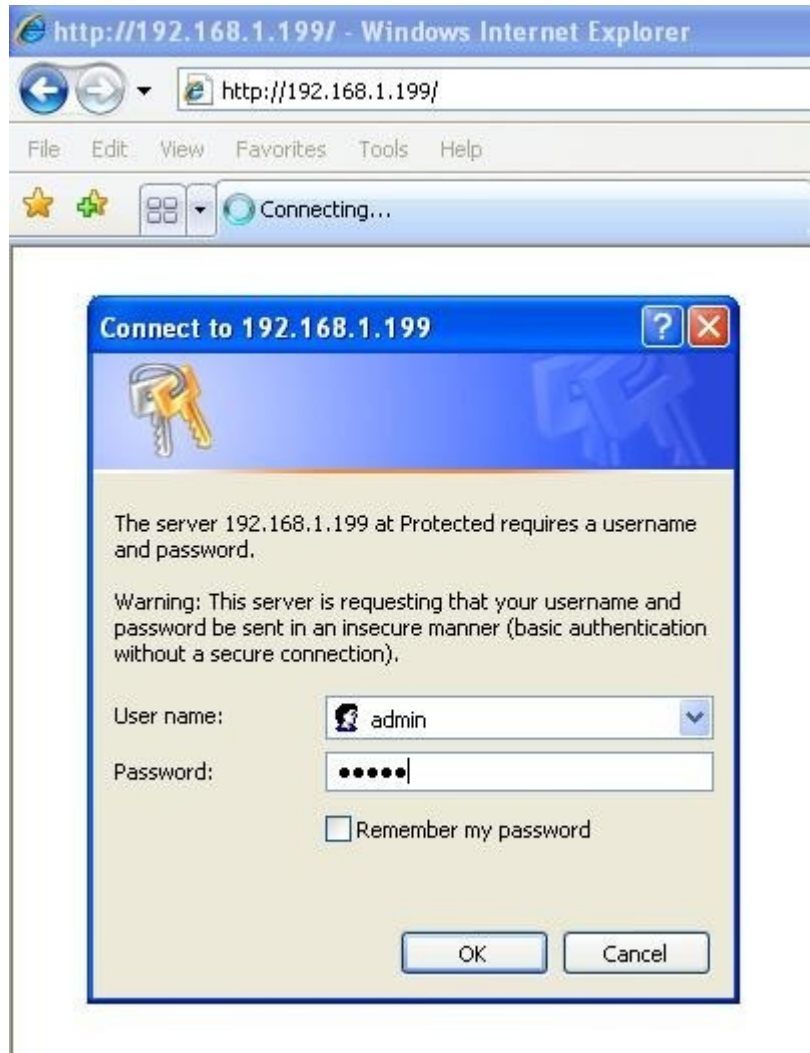 http://192.168.1.199/ - Windows Internet Explorer
http://192.168.1.199/
File Edit View Favorites Tools Help
Connecting...
Connect to 192.168.1.199
The server 192.168.1.199 at Protected requires a username
and password.
Warning: This server is requesting that your username and
password be sent in an insecure manner (basic authentication
without a secure connection).
User name: admin
Password: •••••
Remember my password
OK Cancel